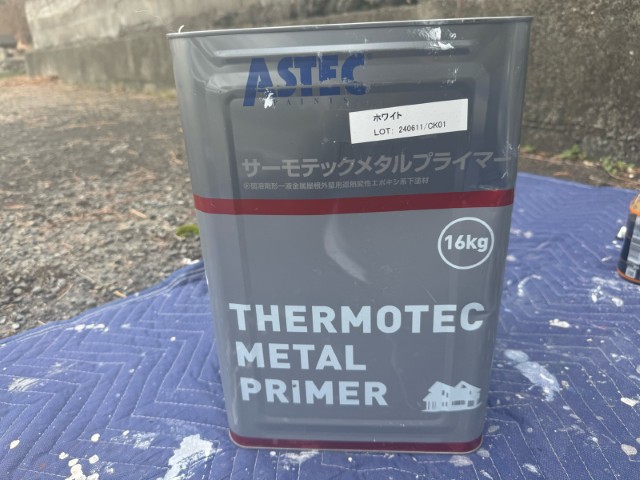 ASTEC
PAINTS
ホワイト
LOT: 240611/CK01
サーモテックメタルプライマー
16kg
THERMOTEC
METAL
PRiMER